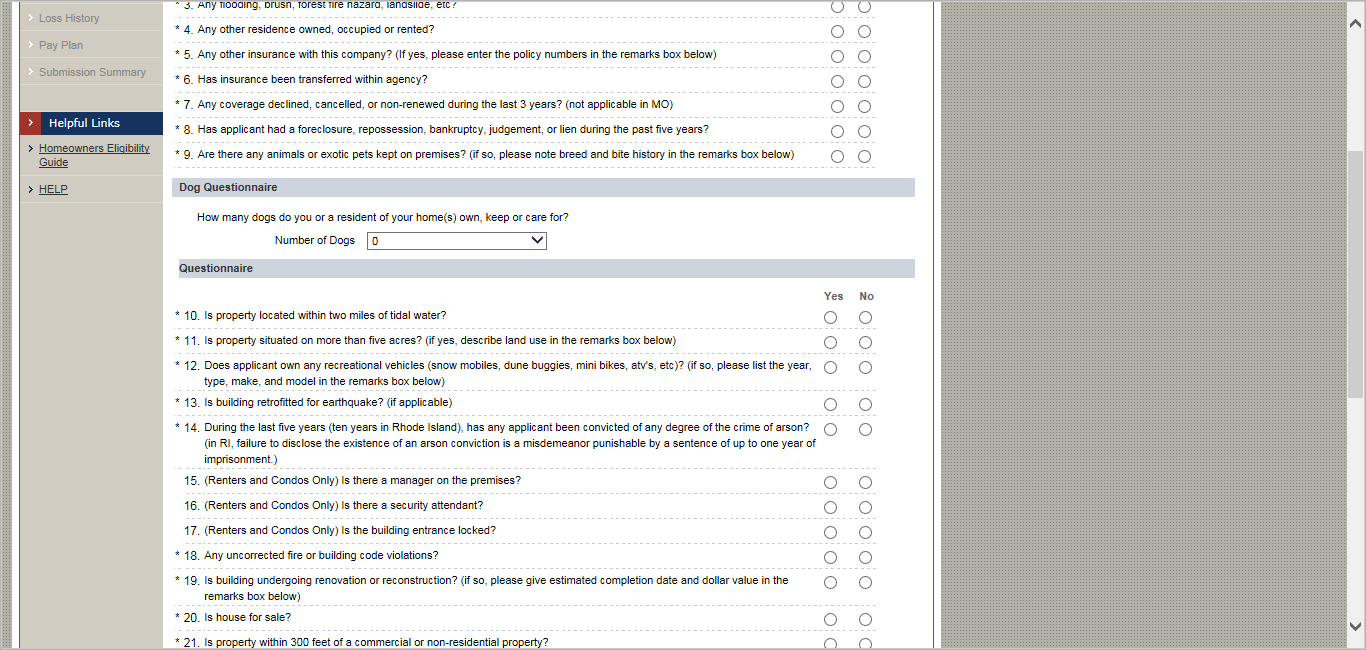 Loss History
Pay Plan
Submission Summary
Helpful Links
Homeowners Eligibility
Guide
HELP
* 3. Any flooding, brush, forest fire hazard, landslide, etc?
* 4. Any other residence owned, occupied or rented?
* 5. Any other insurance with this company? (If yes, please enter the policy numbers in the remarks box below)
* 6. Has insurance been transferred within agency?
* 7. Any coverage declined, cancelled, or non-renewed during the last 3 years? (not applicable in MO)
* 8. Has applicant had a foreclosure, repossession, bankruptcy, judgement, or lien during the past five years?
* 9. Are there any animals or exotic pets kept on premises? (if so, please note breed and bite history in the remarks box below)
Dog Questionnaire
How many dogs do you or a resident of your home(s) own, keep or care for?
Number of Dogs 0
Questionnaire
Yes No
* 10. Is property located within two miles of tidal water?
* 11. Is property situated on more than five acres? (if yes, describe land use in the remarks box below)
* 12. Does applicant own any recreational vehicles (snow mobiles, dune buggies, mini bikes, atv's, etc)? (if so, please list the year,
type, make, and model in the remarks box below)
* 13. Is building retrofitted for earthquake? (if applicable)
* 14. During the last five years (ten years in Rhode Island), has any applicant been convicted of any degree of the crime of arson?
(in RI, failure to disclose the existence of an arson conviction is a misdemeanor punishable by a sentence of up to one year of
imprisonment.)
15. (Renters and Condos Only) Is there a manager on the premises?
16. (Renters and Condos Only) Is there a security attendant?
17. (Renters and Condos Only) Is the building entrance locked?
* 18. Any uncorrected fire or building code violations?
* 19. Is building undergoing renovation or reconstruction? (if so, please give estimated completion date and dollar value in the
remarks box below)
* 20. Is house for sale?
* 21. Is property within 300 feet of a commercial or non-residential property?